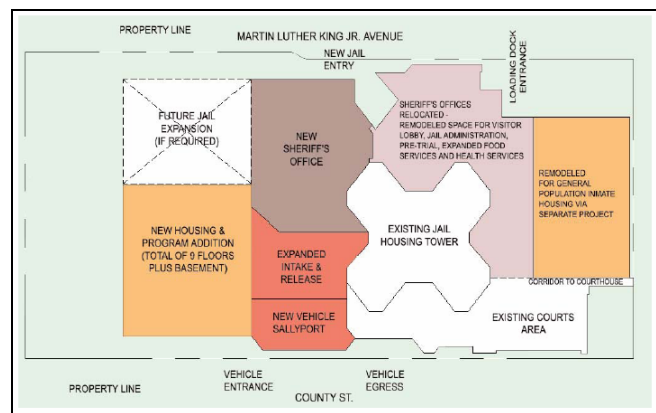 PROPERTY LINE
MARTIN LUTHER KING JR. AVENUE
NEW JAIL
ENTRY
LOADING DOCK
ENTRANCE
FUTURE JAIL
EXPANSION
(IF REQUIRED)
NEW
SHERIFF'S
OFFICE
SHERIFF'S OFFICES
RELOCATED -
REMODELED SPACE FOR VISITOR
LOBBY, JAIL ADMINISTRATION,
PRE-TRIAL, EXPANDED FOOD
SERVICES AND HEALTH SERVICES
REMODELED
FOR GENERAL
POPULATION INMATE
HOUSING VIA
SEPARATE PROJECT
NEW HOUSING &
PROGRAM ADDITION
(TOTAL OF 9 FLOORS
PLUS BASEMENT)
EXISTING JAIL
HOUSING TOWER
EXPANDED
INTAKE &
RELEASE
CORRIDOR TO COURTHOUSE
NEW VEHICLE
SALLYPORT
EXISTING COURTS
AREA
PROPERTY LINE
VEHICLE
ENTRANCE
VEHICLE
EGRESS
COUNTY ST.